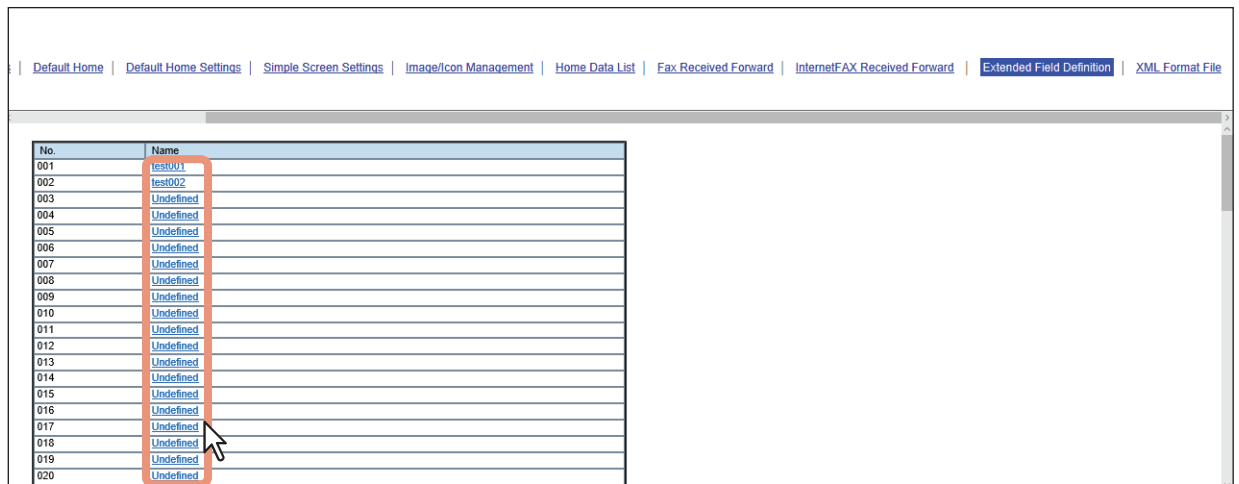 Default Home | Default Home Settings | Simple Screen Settings | Image/Icon Management | Home Data List | Fax Received Forward | InternetFAX Received Forward | Extended Field Definition | XML Format File
No. Name
001 test001
002 test002
003 Undefined
004 Undefined
005 Undefined
006 Undefined
007 Undefined
008 Undefined
009 Undefined
010 Undefined
011 Undefined
012 Undefined
013 Undefined
014 Undefined
015 Undefined
016 Undefined
017 Undefined
018 Undefined
019 Undefined
020 Undefined